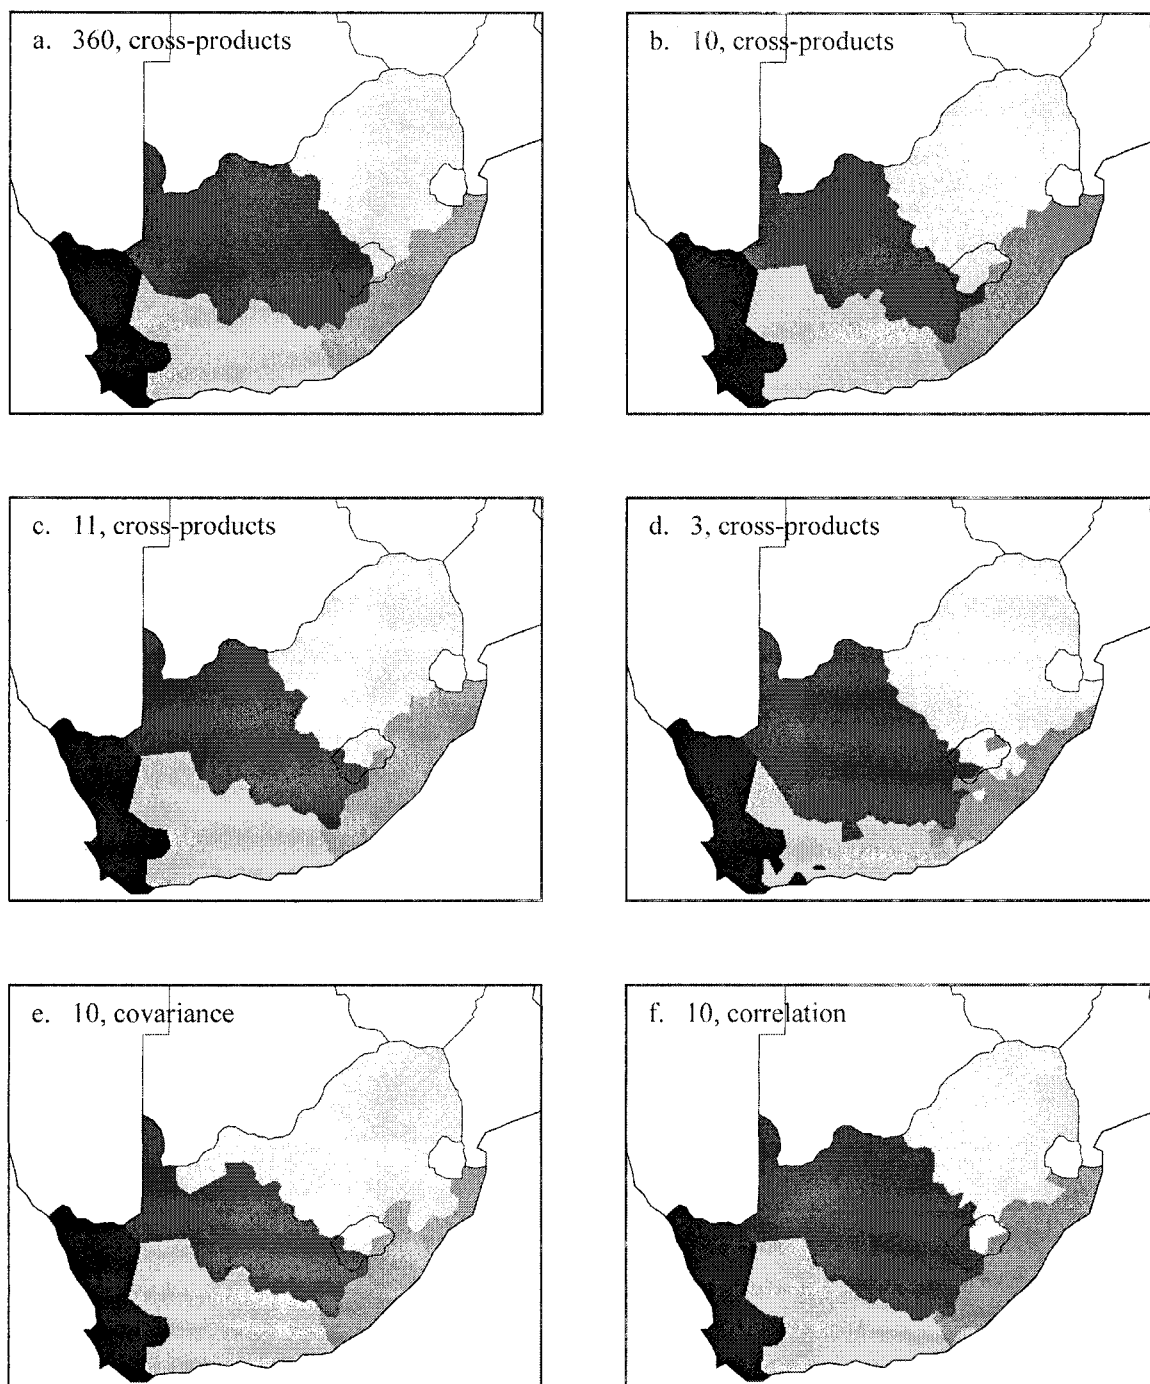 a. 360, cross-products
b. 10, cross-products
c. 11, cross-products
d. 3, cross-products
e. 10, covariance
f. 10, correlation